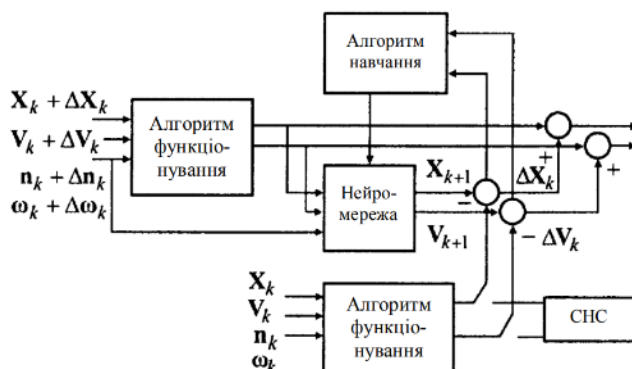 Алгоритм
навчання
X_k + ΔX_k
V_k + ΔV_k
n_k + Δn_k
ω_k + Δω_k
Алгоритм
функціо-
нування
Нейро-
мережа
X_{k+1}
V_{k+1}
−
ΔX_k
− ΔV_k
+
+
X_k
V_k
n_k
ω_k
Алгоритм
функціо-
нування
СНС